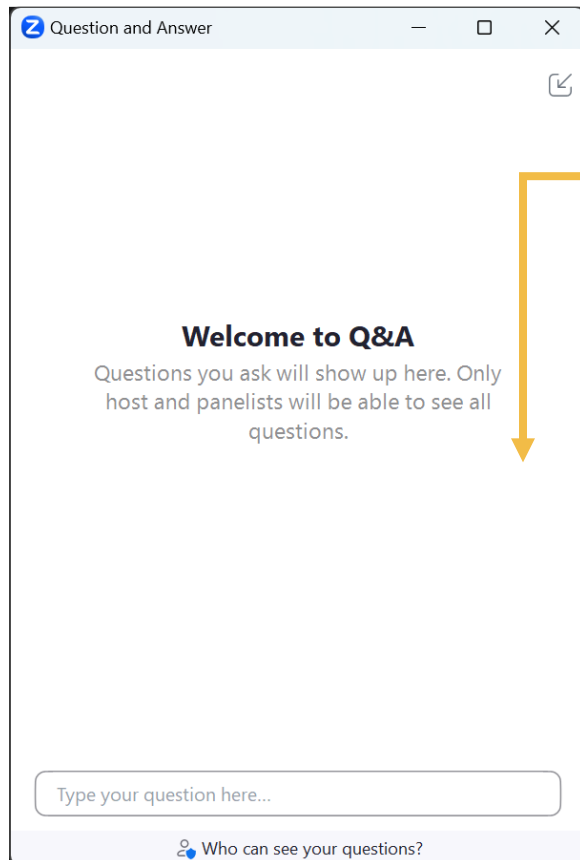 Z Question and Answer
Welcome to Q&A
Questions you ask will show up here. Only
host and panelists will be able to see all
questions.
Type your question here...
Who can see your questions?